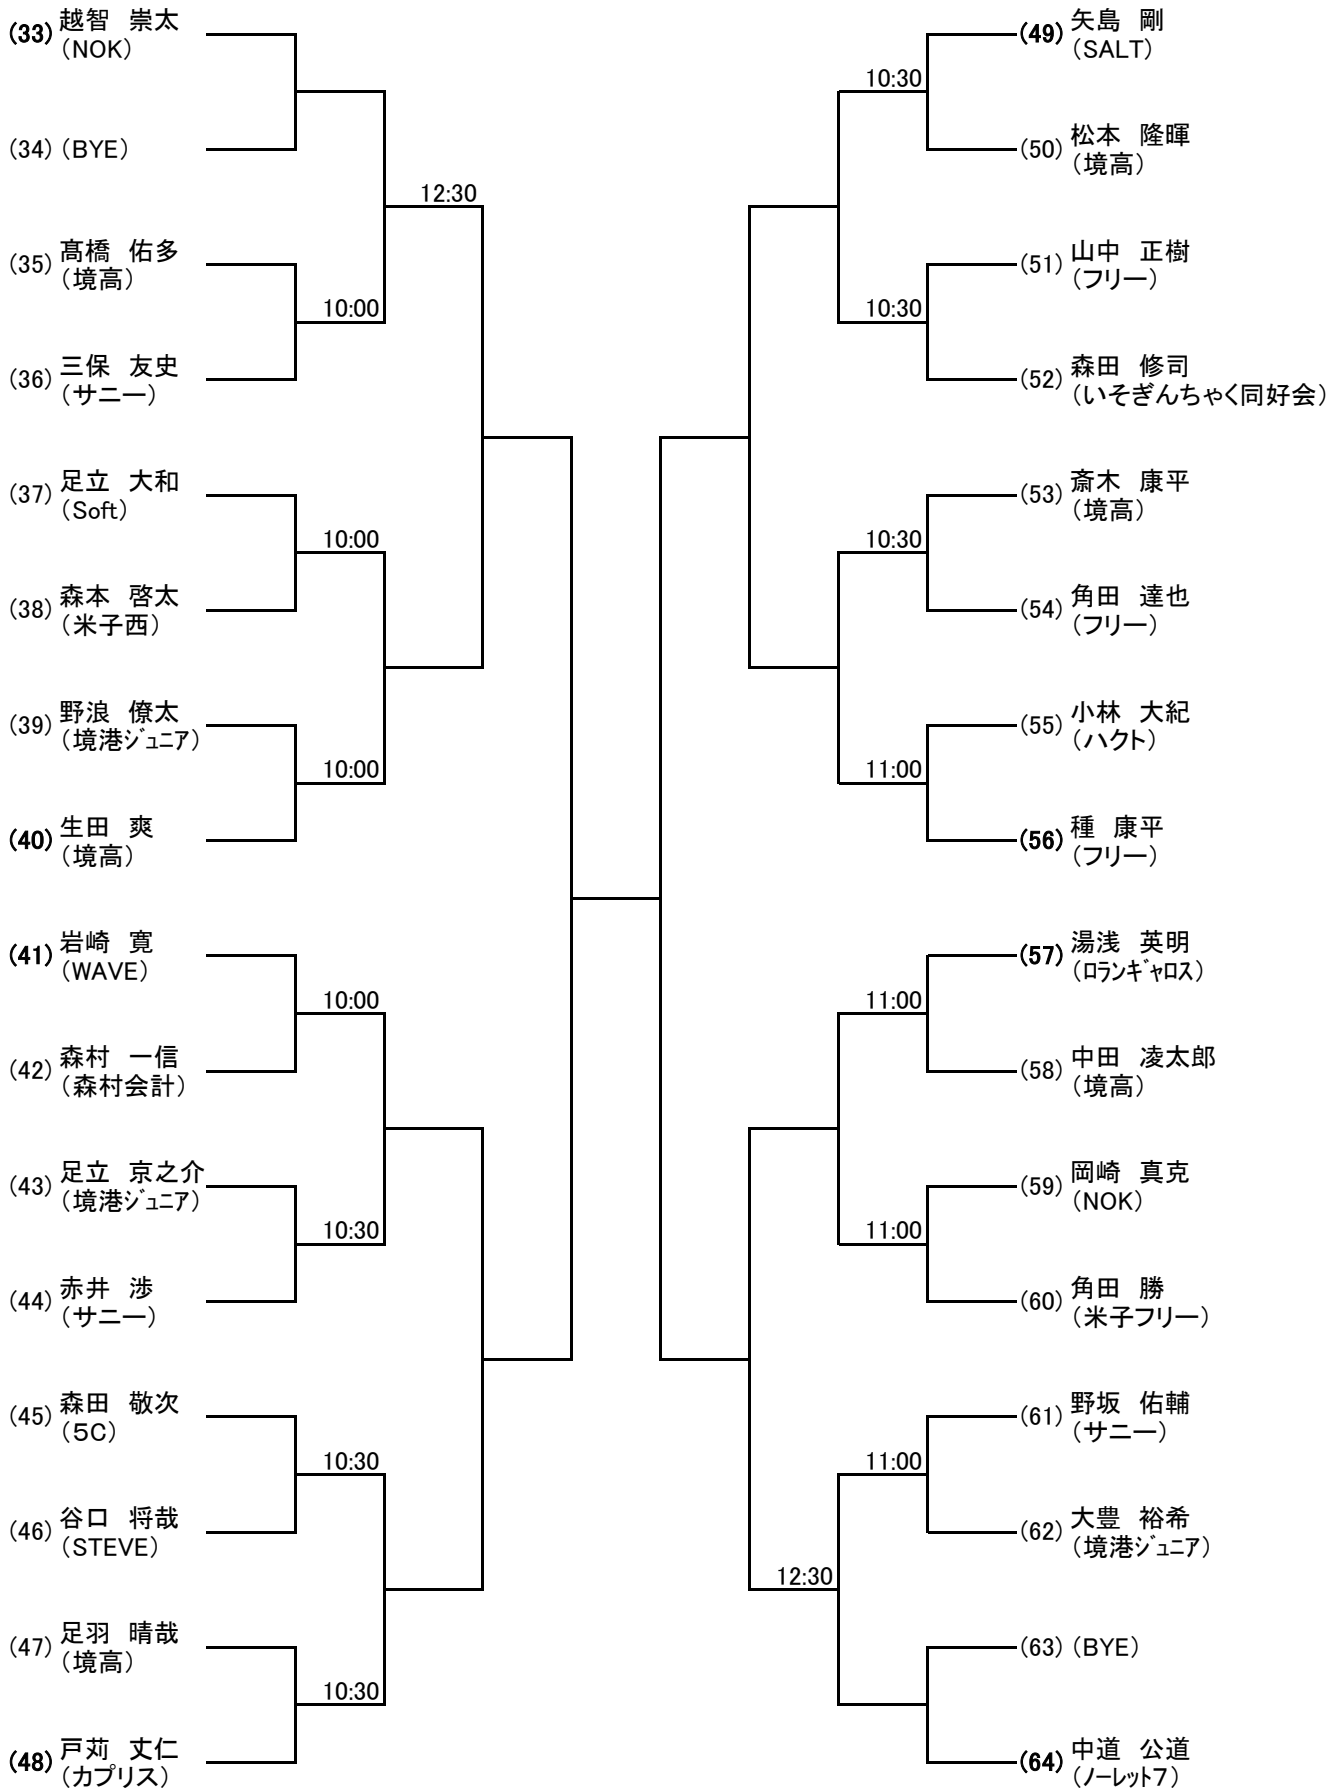 (33) 越智　崇太
（NOK）
(34)（BYE）
12:30
(35) 髙橋　佑多
（境高）
10:00
(36) 三保　友史
（サニー）
(37) 足立　大和
（Soft）
10:00
(38) 森本　啓太
（米子西）
(39) 野浪　僚太
（境港ｼﾞｭﾆｱ）
10:00
(40) 生田　爽
（境高）
(41) 岩崎　寛
（WAVE）
10:00
(42) 森村　一信
（森村会計）
(43) 足立　京之介
（境港ｼﾞｭﾆｱ）
10:30
(44) 赤井　渉
（サニー）
(45) 森田　敬次
（５C）
10:30
(46) 谷口　将哉
（STEVE）
(47) 足羽　晴哉
（境高）
10:30
(48) 戸苅　丈仁
（カプリス）
(49) 矢島　剛
（SALT）
10:30
(50) 松本　隆暉
（境高）
(51) 山中　正樹
（フリー）
10:30
(52) 森田　修司
（いそぎんちゃく同好会）
(53) 斎木　康平
（境高）
10:30
(54) 角田　達也
（フリー）
(55) 小林　大紀
（ハクト）
11:00
(56) 種　康平
（フリー）
(57) 湯浅　英明
（ﾛﾗﾝｷﾞｬﾛｽ）
11:00
(58) 中田　凌太郎
（境高）
(59) 岡崎　真克
（NOK）
11:00
(60) 角田　勝
（米子フリー）
(61) 野坂　佑輔
（サニー）
11:00
(62) 大豊　裕希
（境港ｼﾞｭﾆｱ）
12:30
(63)（BYE）
(64) 中道　公道
（ﾉｰﾚｯﾄ７）